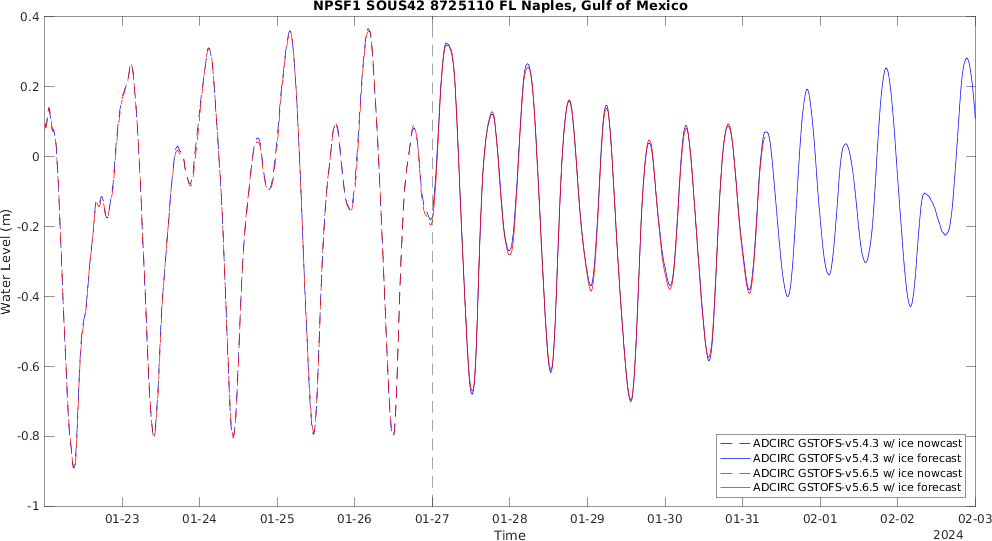 NPSF1 SOUS42 8725110 FL Naples, Gulf of Mexico
0.4
0.2
0
-0.2
-0.4
-0.6
-0.8
-1
Water Level (m)
01-23 01-24 01-25 01-26 01-27 01-28 01-29 01-30 01-31 02-01 02-02 02-03
Time
2024
ADCIRC GSTOFS-v5.4.3 w/ ice nowcast
ADCIRC GSTOFS-v5.4.3 w/ ice forecast
ADCIRC GSTOFS-v5.6.5 w/ ice nowcast
ADCIRC GSTOFS-v5.6.5 w/ ice forecast